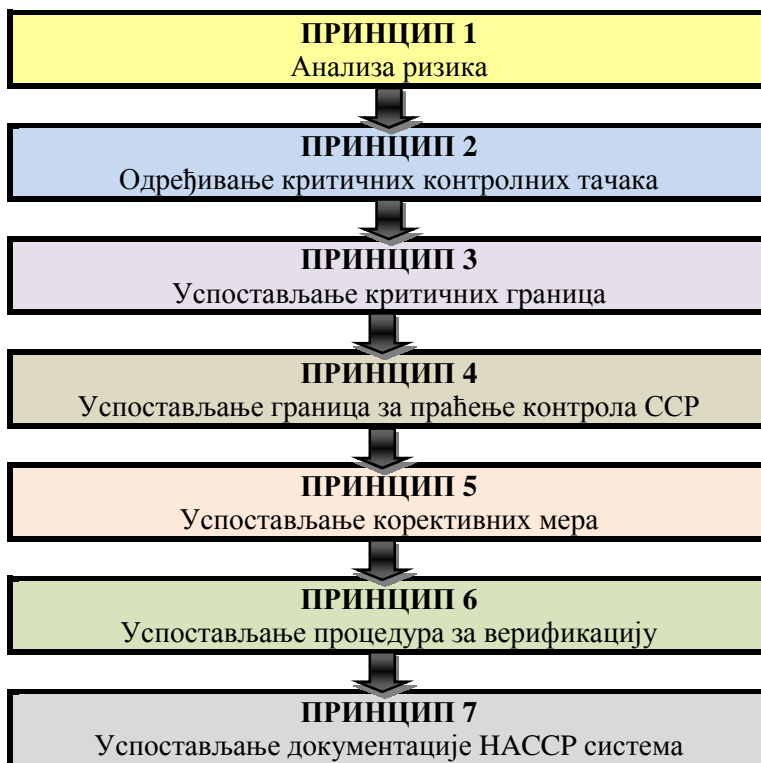 ПРИНЦИП 1
Анализа ризика
ПРИНЦИП 2
Одређивање критичних контролних тачака
ПРИНЦИП 3
Успостављање критичних граница
ПРИНЦИП 4
Успостављање граница за праћење контрола ССР
ПРИНЦИП 5
Успостављање корективних мера
ПРИНЦИП 6
Успостављање процедура за верификацију
ПРИНЦИП 7
Успостављање документације НАССР система